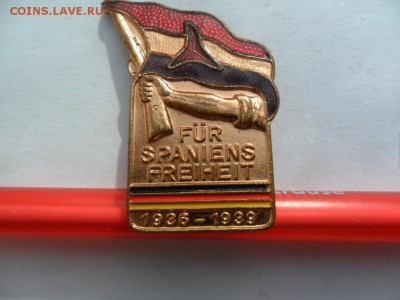 COINS.LAVE.RU
FÜR
SPANIENS
FREIHEIT
1936-1939